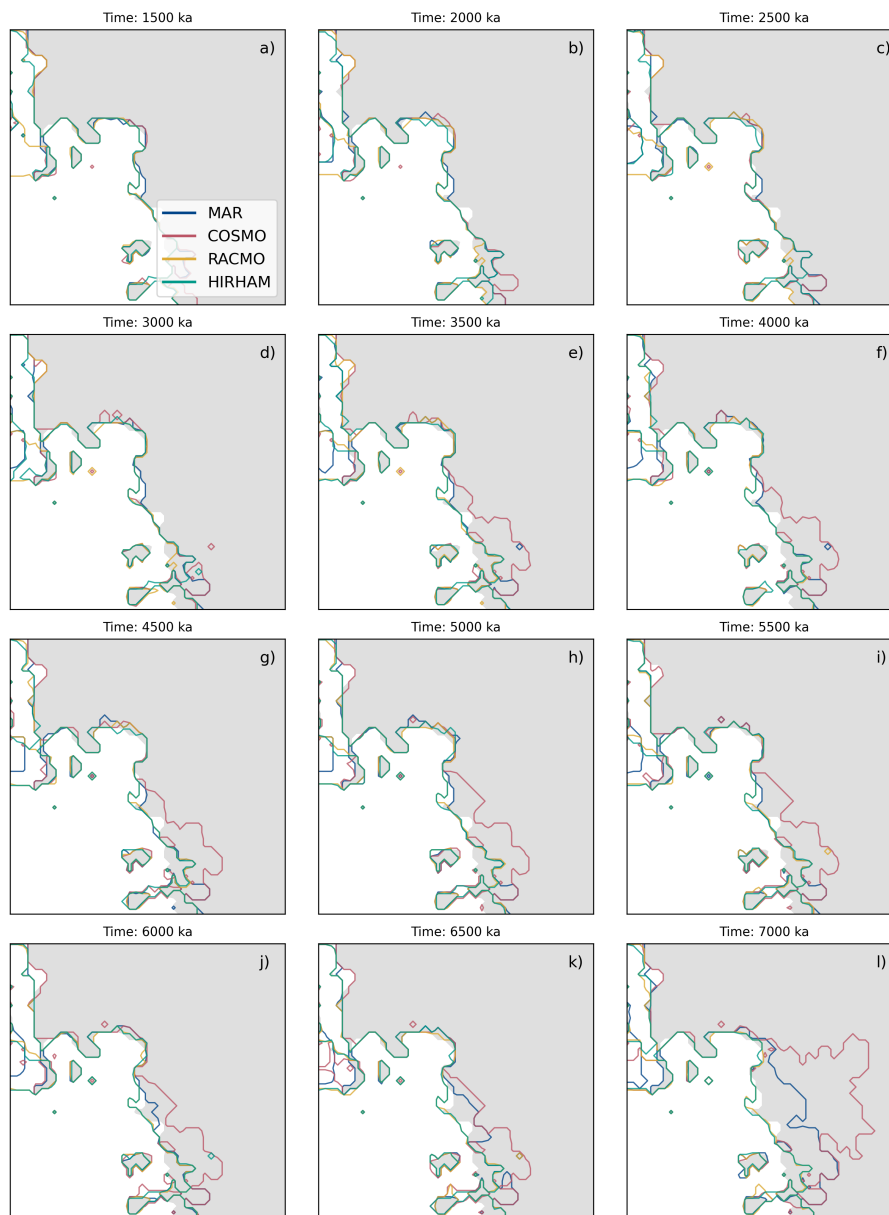 Time: 1500 ka
Time: 2000 ka
Time: 2500 ka
a)
b)
c)
MAR
COSMO
RACMO
HIRHAM
Time: 3000 ka
Time: 3500 ka
Time: 4000 ka
d)
e)
f)
Time: 4500 ka
Time: 5000 ka
Time: 5500 ka
g)
h)
i)
Time: 6000 ka
Time: 6500 ka
Time: 7000 ka
j)
k)
l)